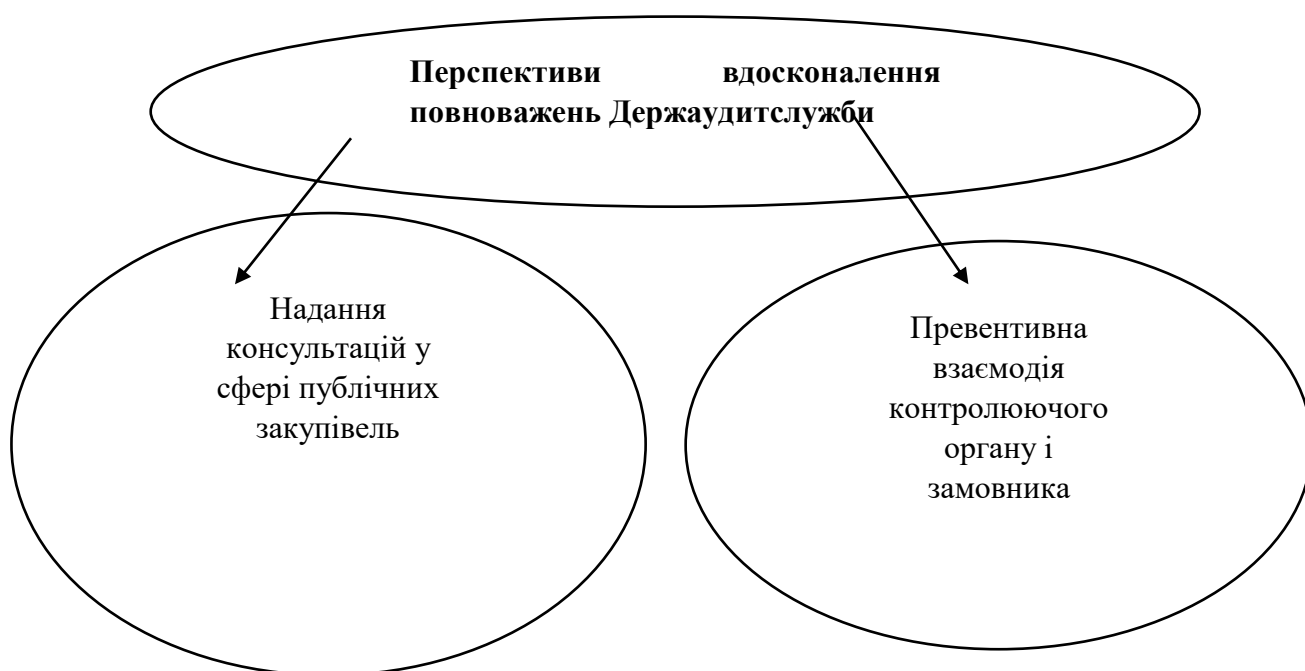 Перспективи вдосконалення
повноважень Держаудитслужби
Надання
консультацій у
сфері публічних
закупівель
Превентивна
взаємодія
контролюючого
органу і
замовника